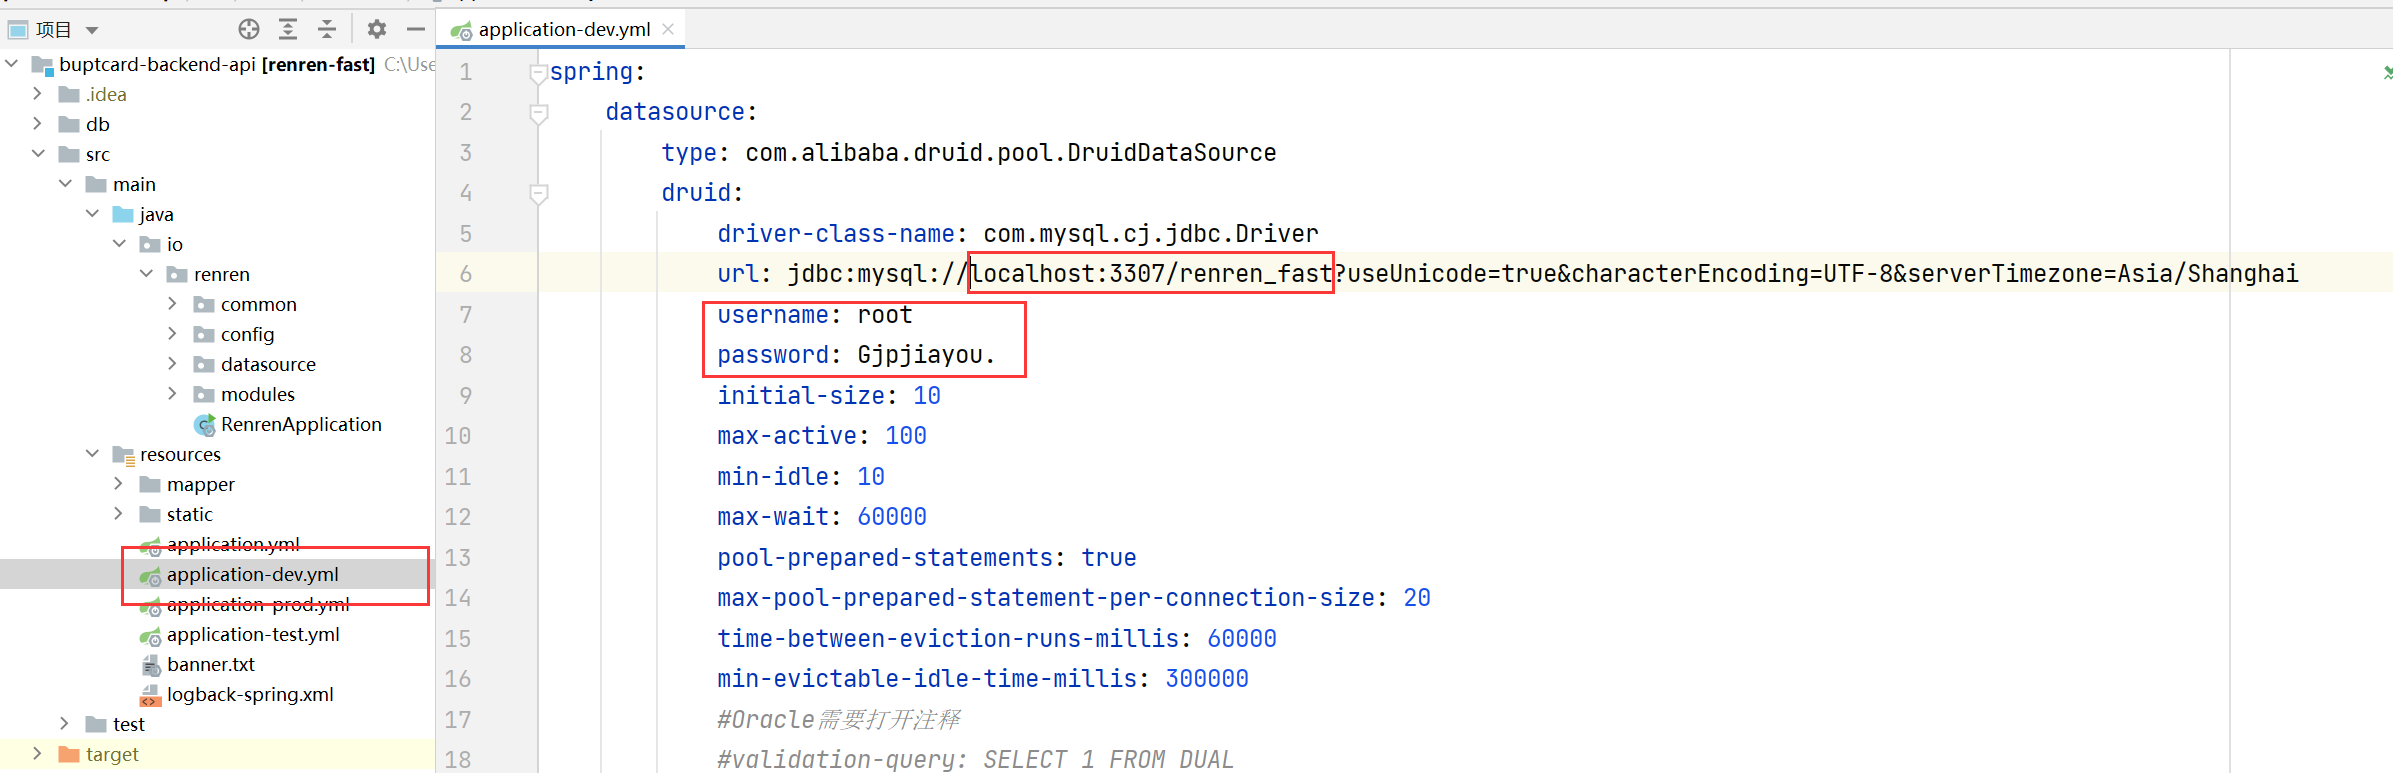 项目
buptcard-backend-api [renren-fast] C:\Use
.idea
db
src
main
java
io
renren
common
config
datasource
modules
RenrenApplication
resources
mapper
static
application.yml
application-dev.yml
application-prod.yml
application-test.yml
banner.txt
logback-spring.xml
test
target
application-dev.yml
1 spring:
2 datasource:
3 type: com.alibaba.druid.pool.DruidDataSource
4 druid:
5 driver-class-name: com.mysql.cj.jdbc.Driver
6 url: jdbc:mysql://localhost:3307/renren_fast?useUnicode=true&characterEncoding=UTF-8&serverTimezone=Asia/Shanghai
7 username: root
8 password: Gjpjiayou.
9 initial-size: 10
10 max-active: 100
11 min-idle: 10
12 max-wait: 60000
13 pool-prepared-statements: true
14 max-pool-prepared-statement-per-connection-size: 20
15 time-between-eviction-runs-millis: 60000
16 min-evictable-idle-time-millis: 300000
17 #Oracle需要打开注释
18 #validation-query: SELECT 1 FROM DUAL